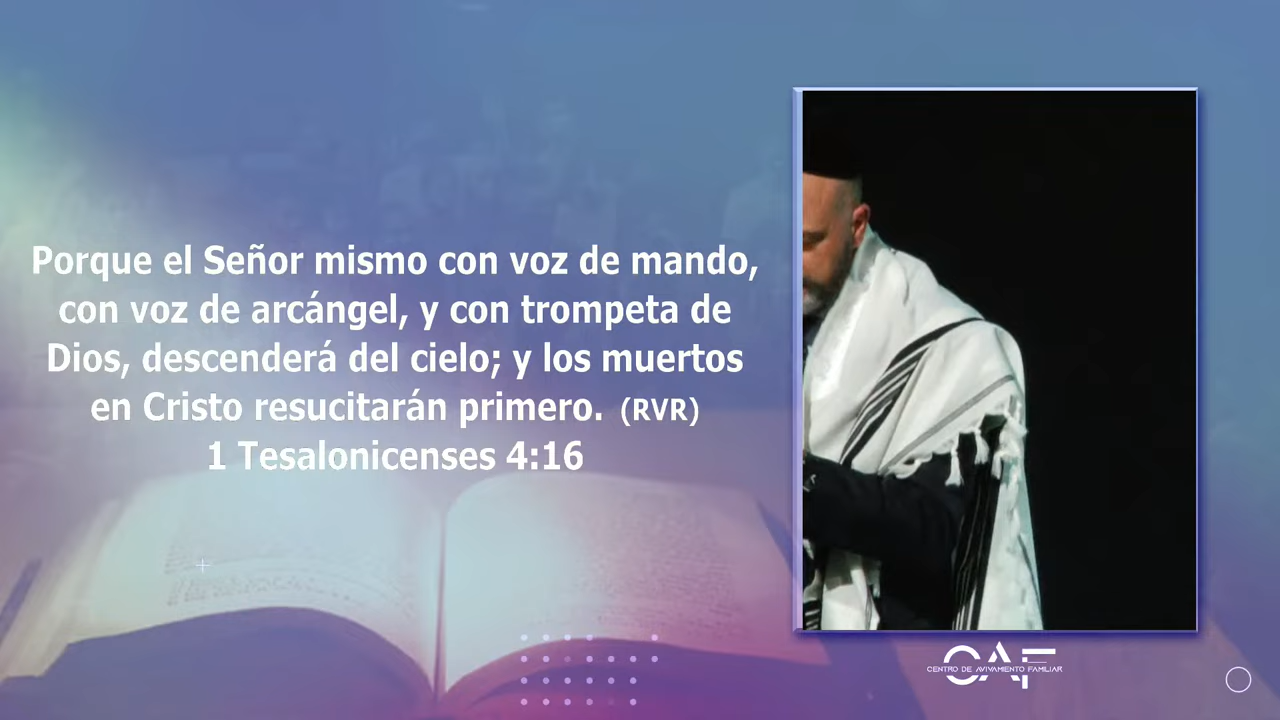 Porque el Señor mismo con voz de mando,
con voz de arcángel, y con trompeta de
Dios, descenderá del cielo; y los muertos
en Cristo resucitarán primero. (RVR)
1 Tesalonicenses 4:16
CAF
CENTRO DE AVIVAMIENTO FAMILIAR